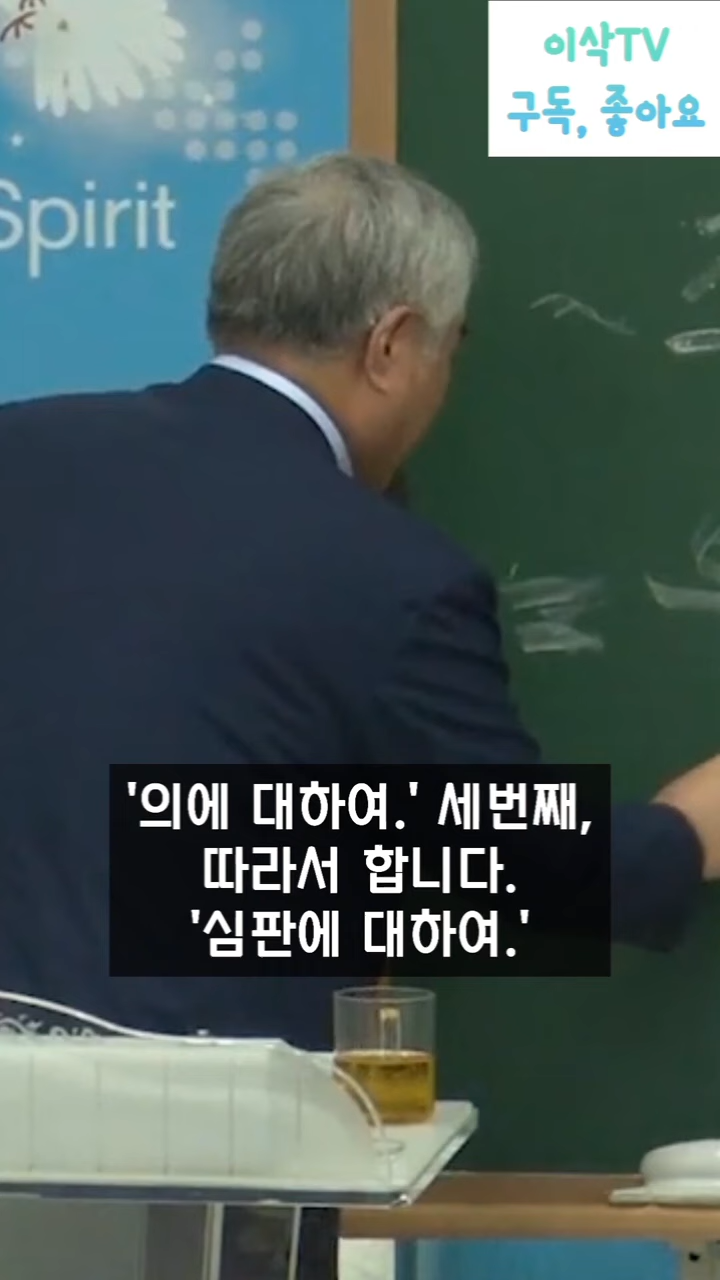 이삭TV
구독, 좋아요
Spirit
'의에 대하여.' 세번째,
따라서 합니다.
'심판에 대하여.'